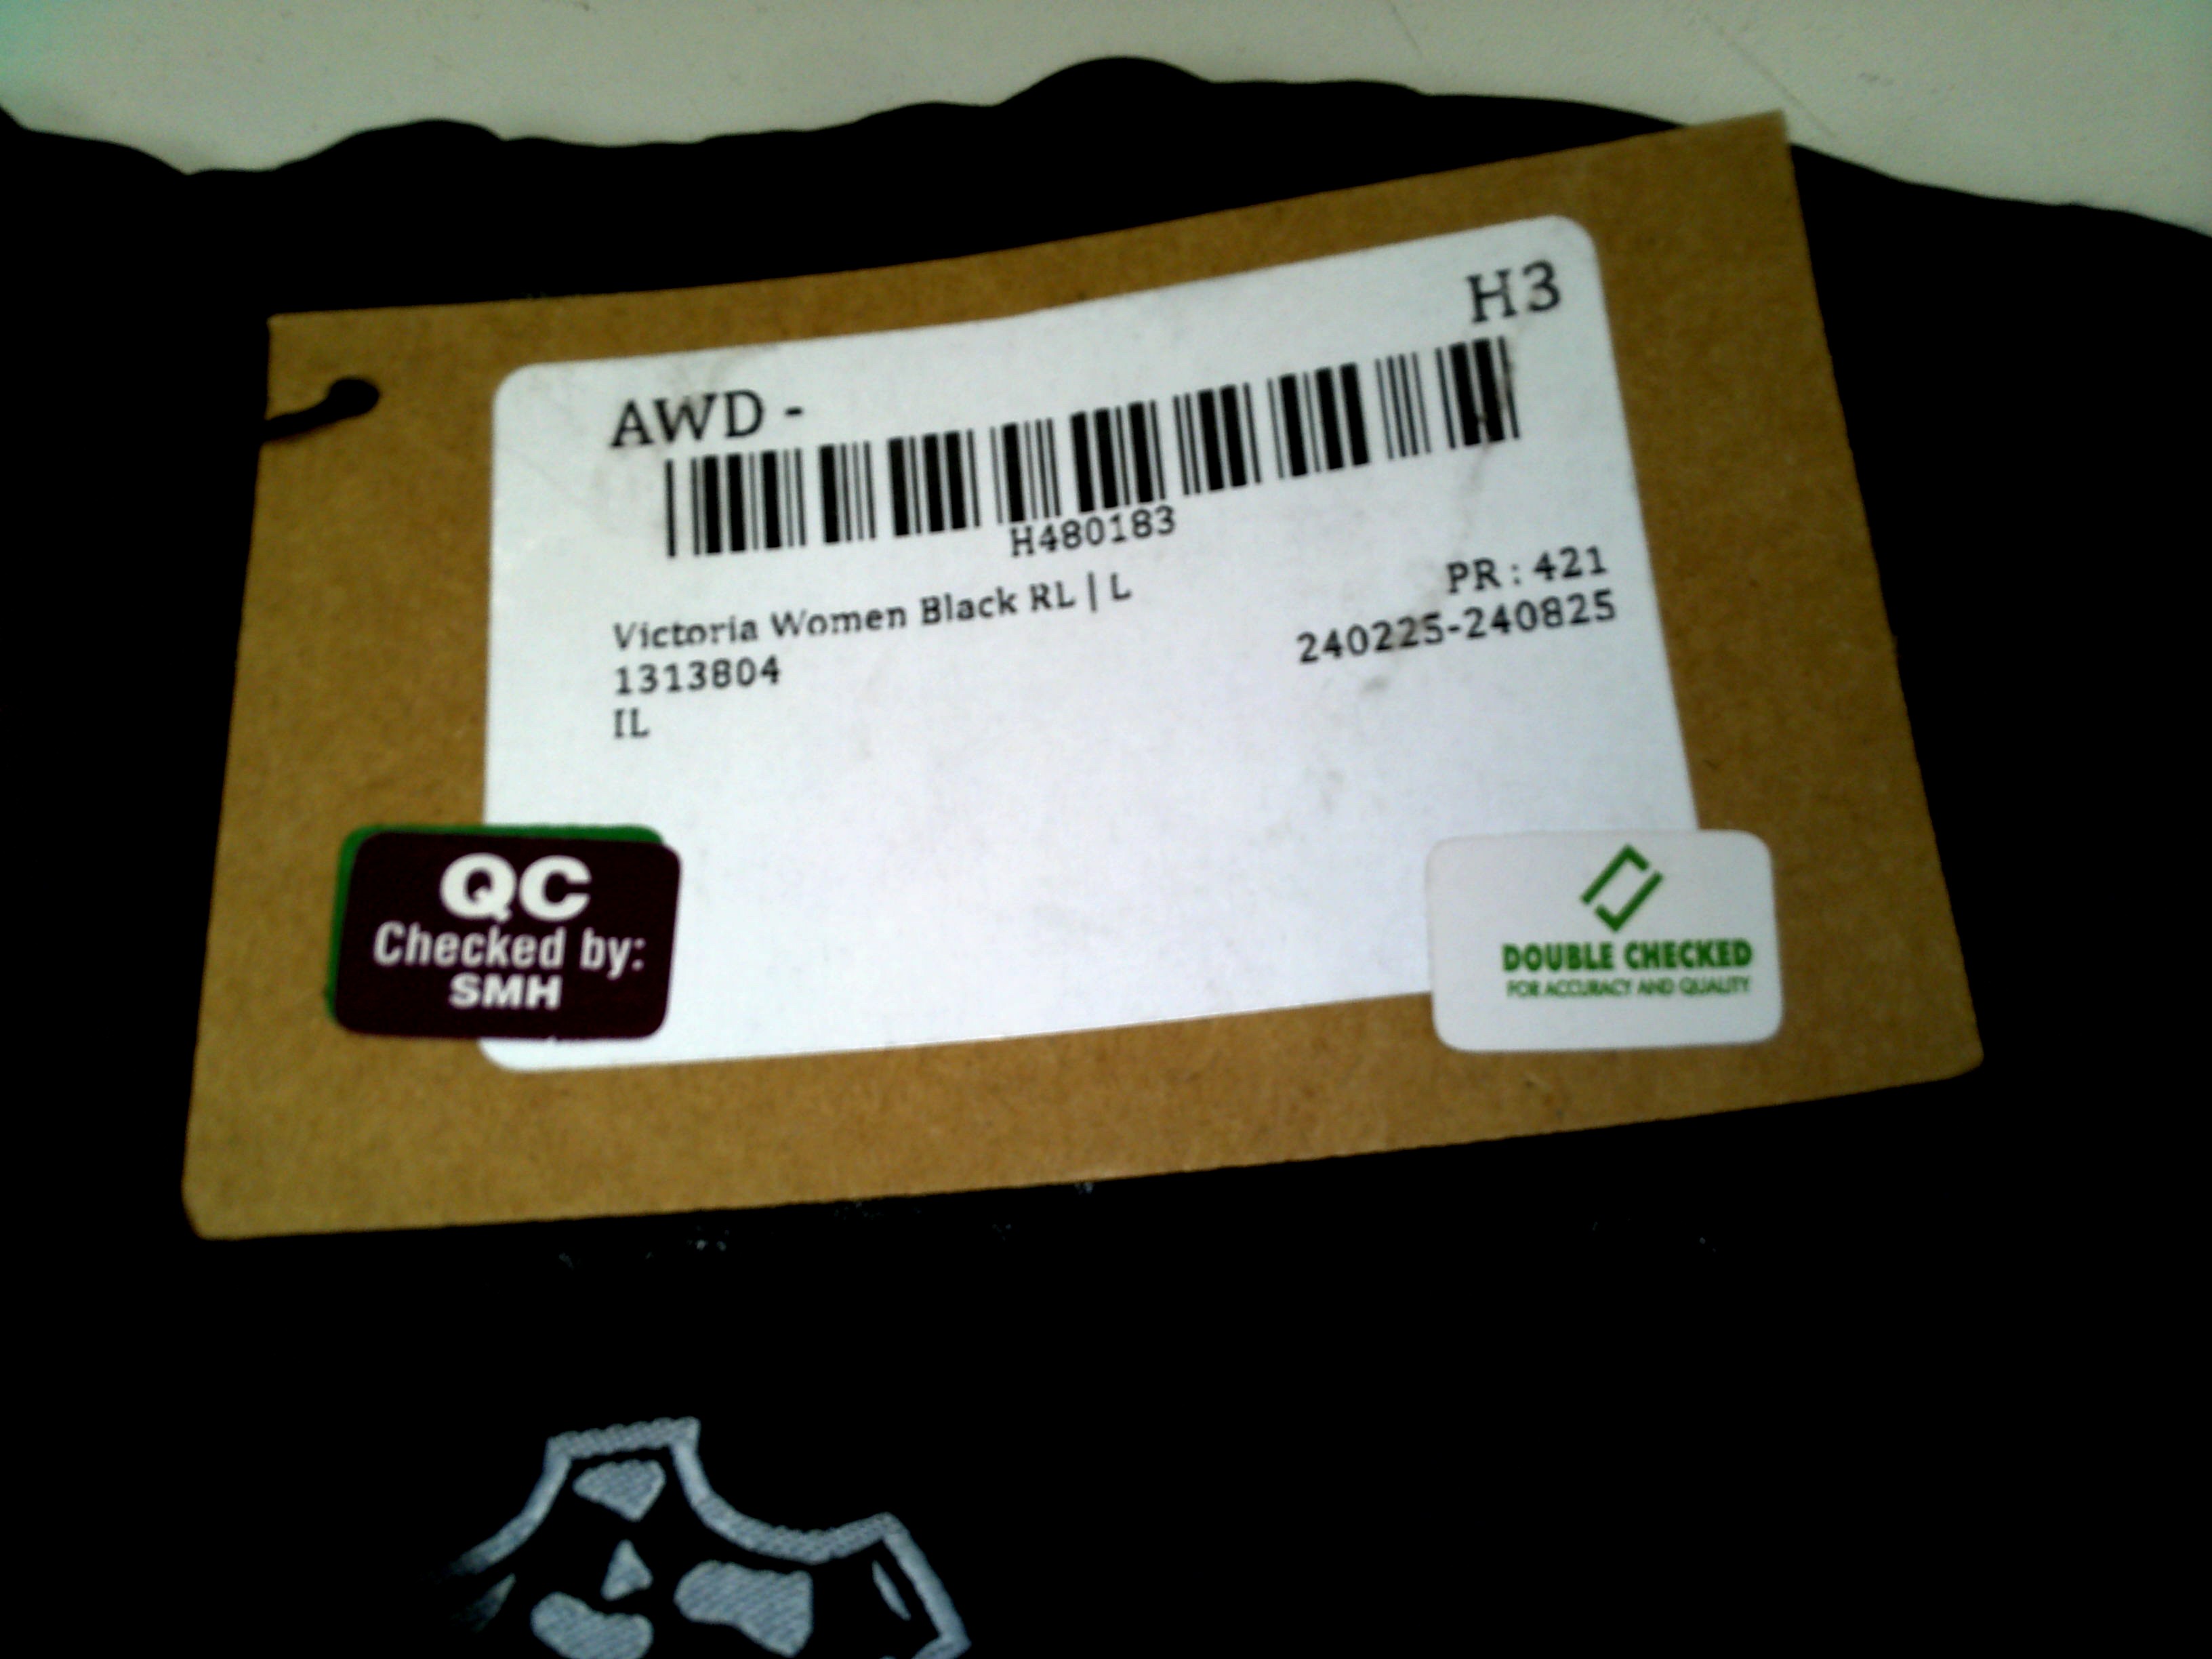 H3
AWD -
H480183
Victoria Women Black RL | L
PR : 421
1313804
240225-240825
IL
QC
Checked by:
SMH
DOUBLE CHECKED
FOR ACCURACY AND QUALITY